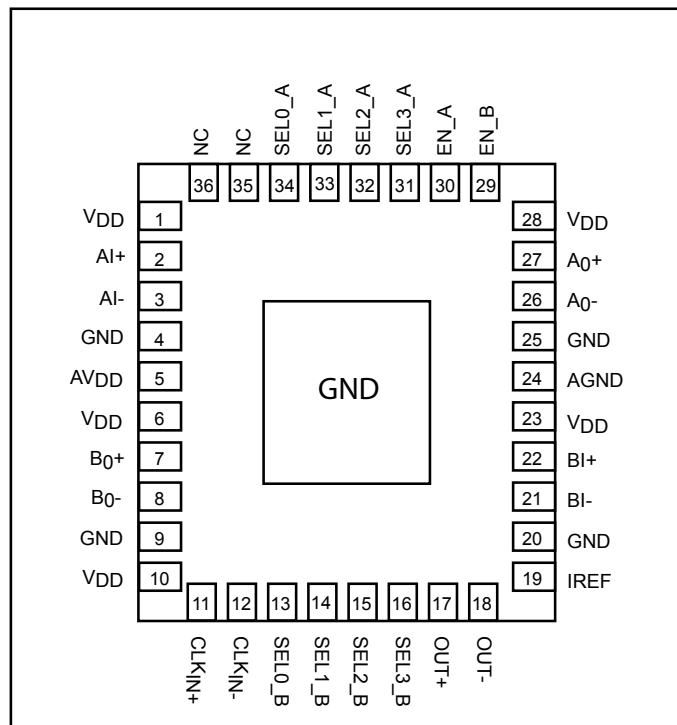 NC NC SEL0_A SEL1_A SEL2_A SEL3_A EN_A EN_B
36 35 34 33 32 31 30 29
VDD 1 28 VDD
AI+ 2 27 A0+
AI- 3 26 A0-
GND 4 25 GND
AVDD 5 24 AGND
GND
VDD 6 23 VDD
B0+ 7 22 BI+
B0- 8 21 BI-
GND 9 20 GND
VDD 10 19 IREF
11 12 13 14 15 16 17 18
CLKIN+ CLKIN- SEL0_B SEL1_B SEL2_B SEL3_B OUT+ OUT-